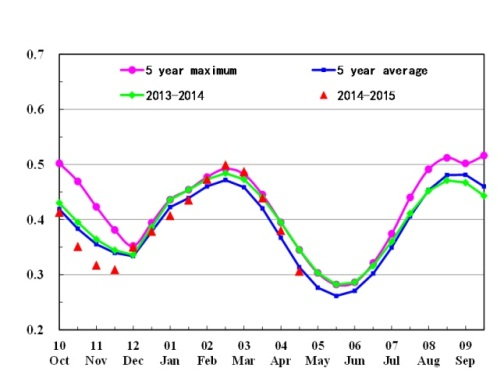 0.7
5 year maximum 5 year average
2013-2014 2014-2015
0.6
0.5
0.4
0.3
0.2
10 11 12 01 02 03 04 05 06 07 08 09
Oct Nov Dec Jan Feb Mar Apr May Jun Jul Aug Sep